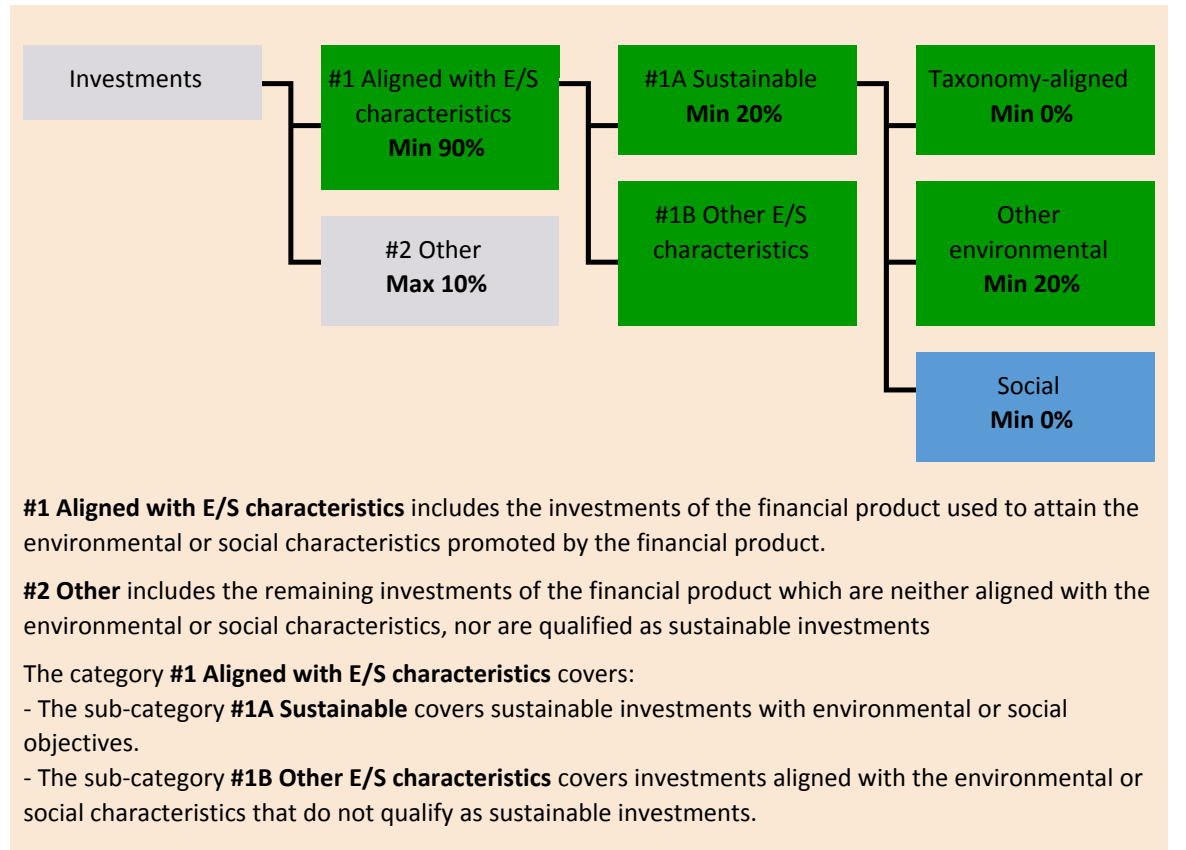 Investments
#1 Aligned with E/S
characteristics
Min 90%
#2 Other
Max 10%
#1A Sustainable
Min 20%
#1B Other E/S
characteristics
Taxonomy-aligned
Min 0%
Other
environmental
Min 20%
Social
Min 0%
#1 Aligned with E/S characteristics includes the investments of the financial product used to attain the
environmental or social characteristics promoted by the financial product.
#2 Other includes the remaining investments of the financial product which are neither aligned with the
environmental or social characteristics, nor are qualified as sustainable investments
The category #1 Aligned with E/S characteristics covers:
- The sub-category #1A Sustainable covers sustainable investments with environmental or social
objectives.
- The sub-category #1B Other E/S characteristics covers investments aligned with the environmental or
social characteristics that do not qualify as sustainable investments.